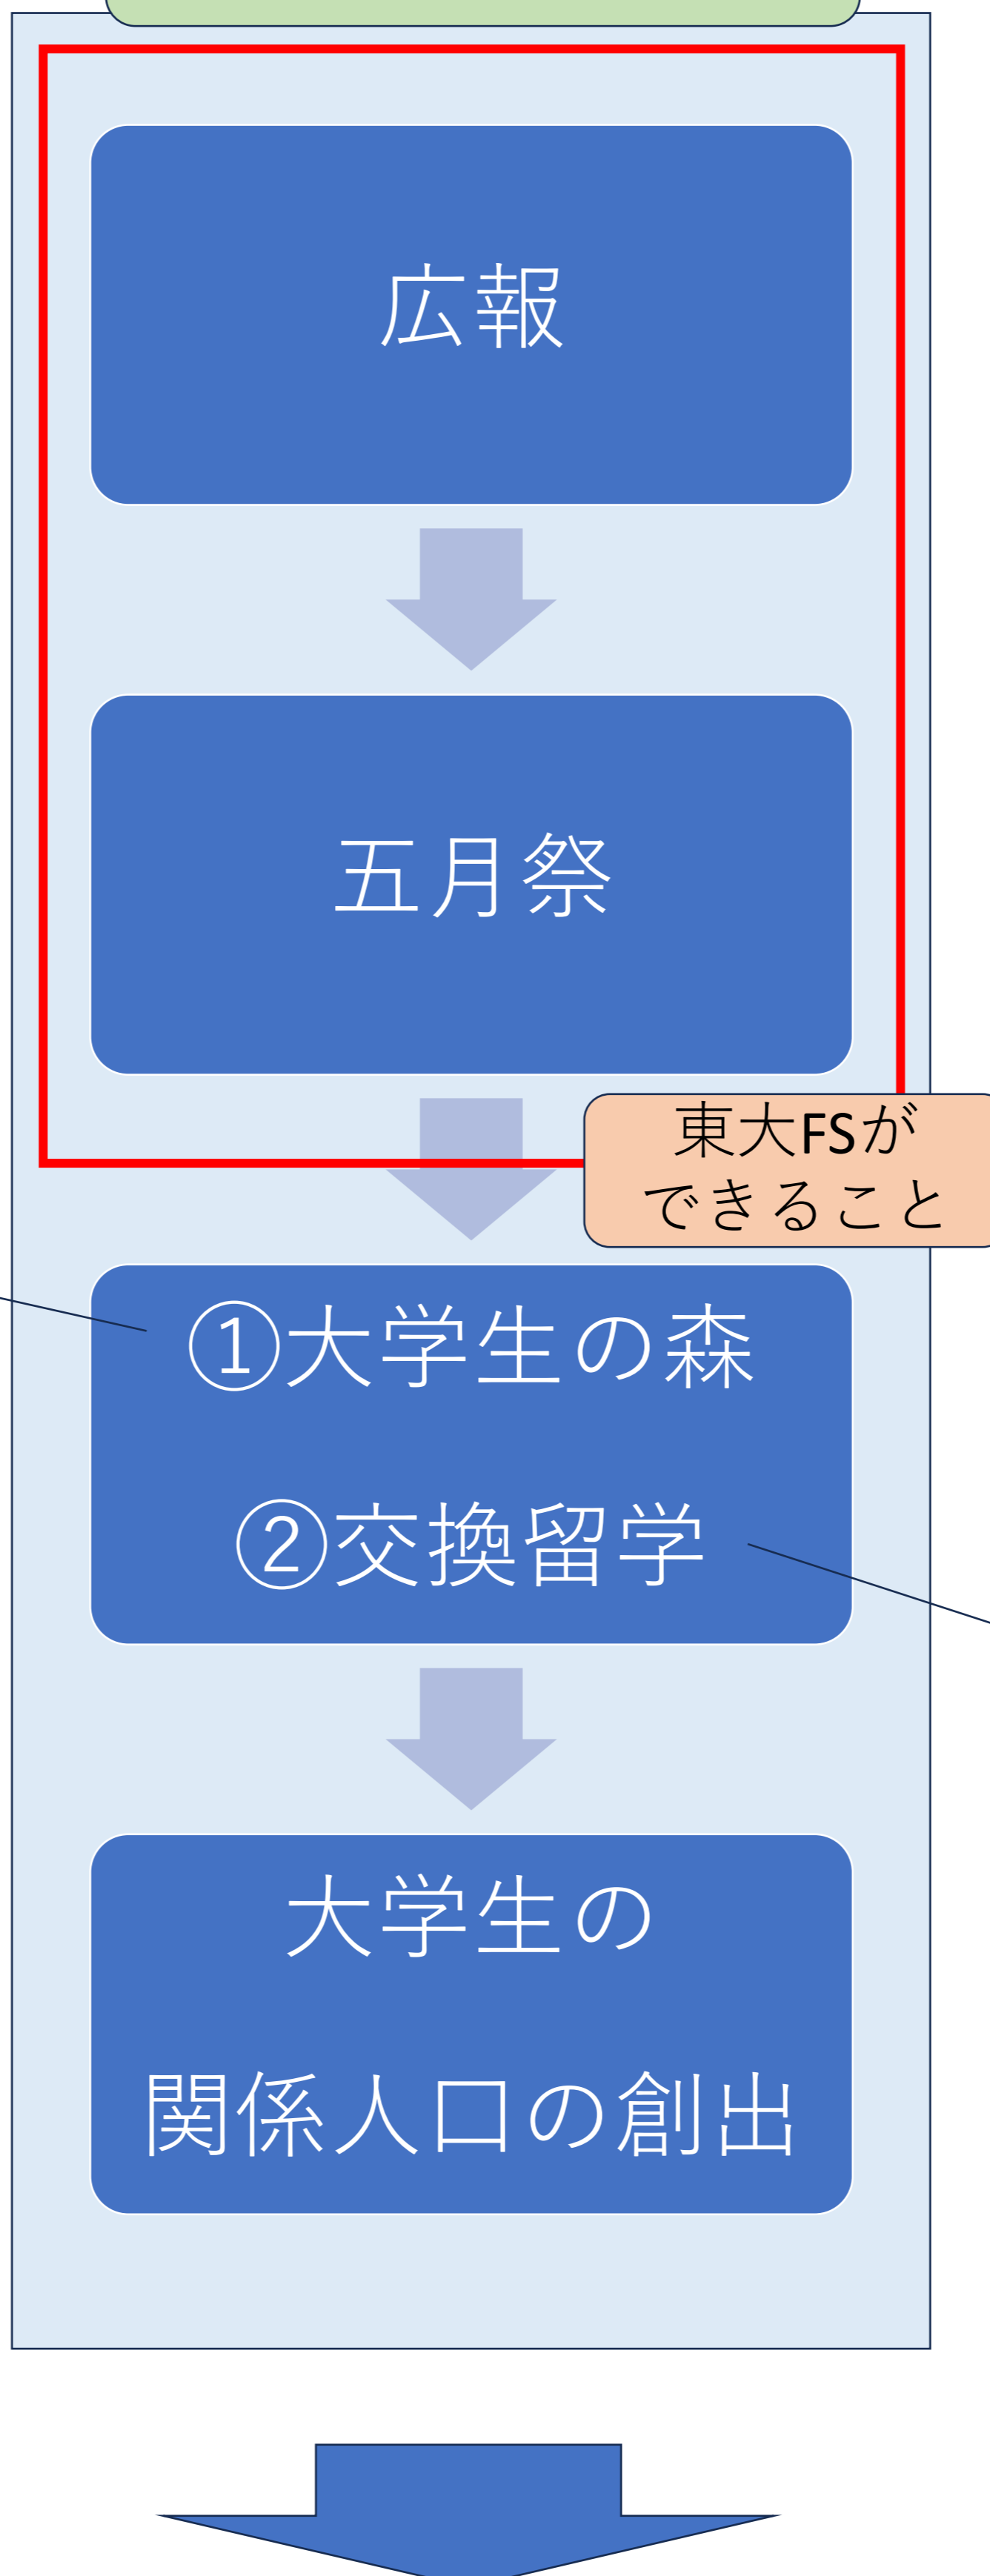 広報
五月祭
東大FSが
できること
①大学生の森
②交換留学
大学生の
関係人口の創出